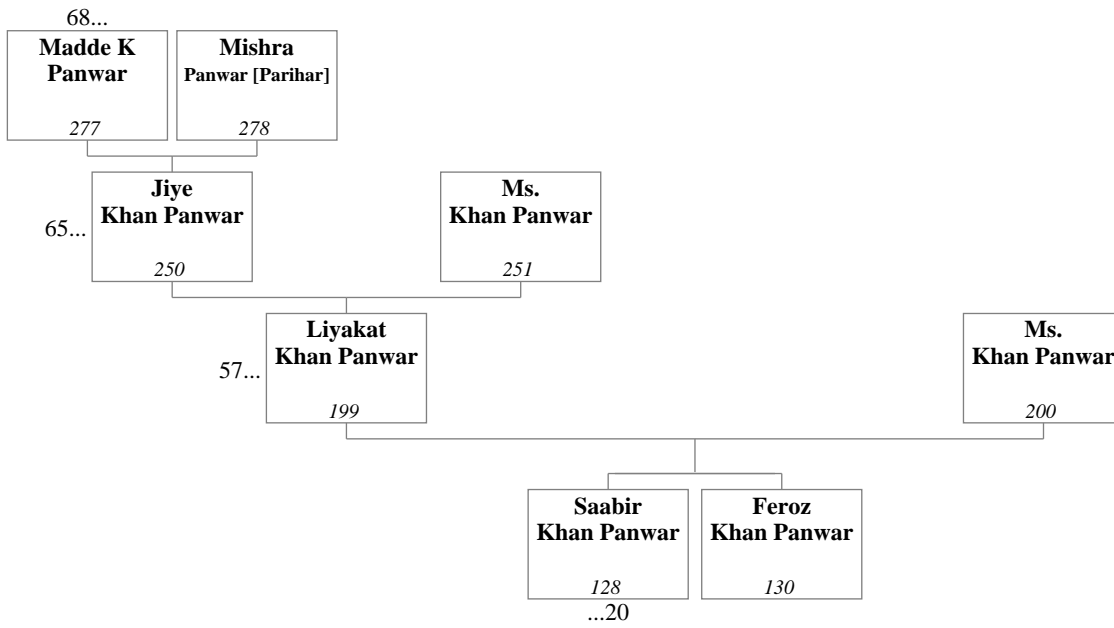 68...
Madde K
Panwar
277
Mishra
Panwar [Parihar]
278
65...
Jiye
Khan Panwar
250
Ms.
Khan Panwar
251
57...
Liyakat
Khan Panwar
199
Ms.
Khan Panwar
200
Saabir
Khan Panwar
128
...20
Feroz
Khan Panwar
130